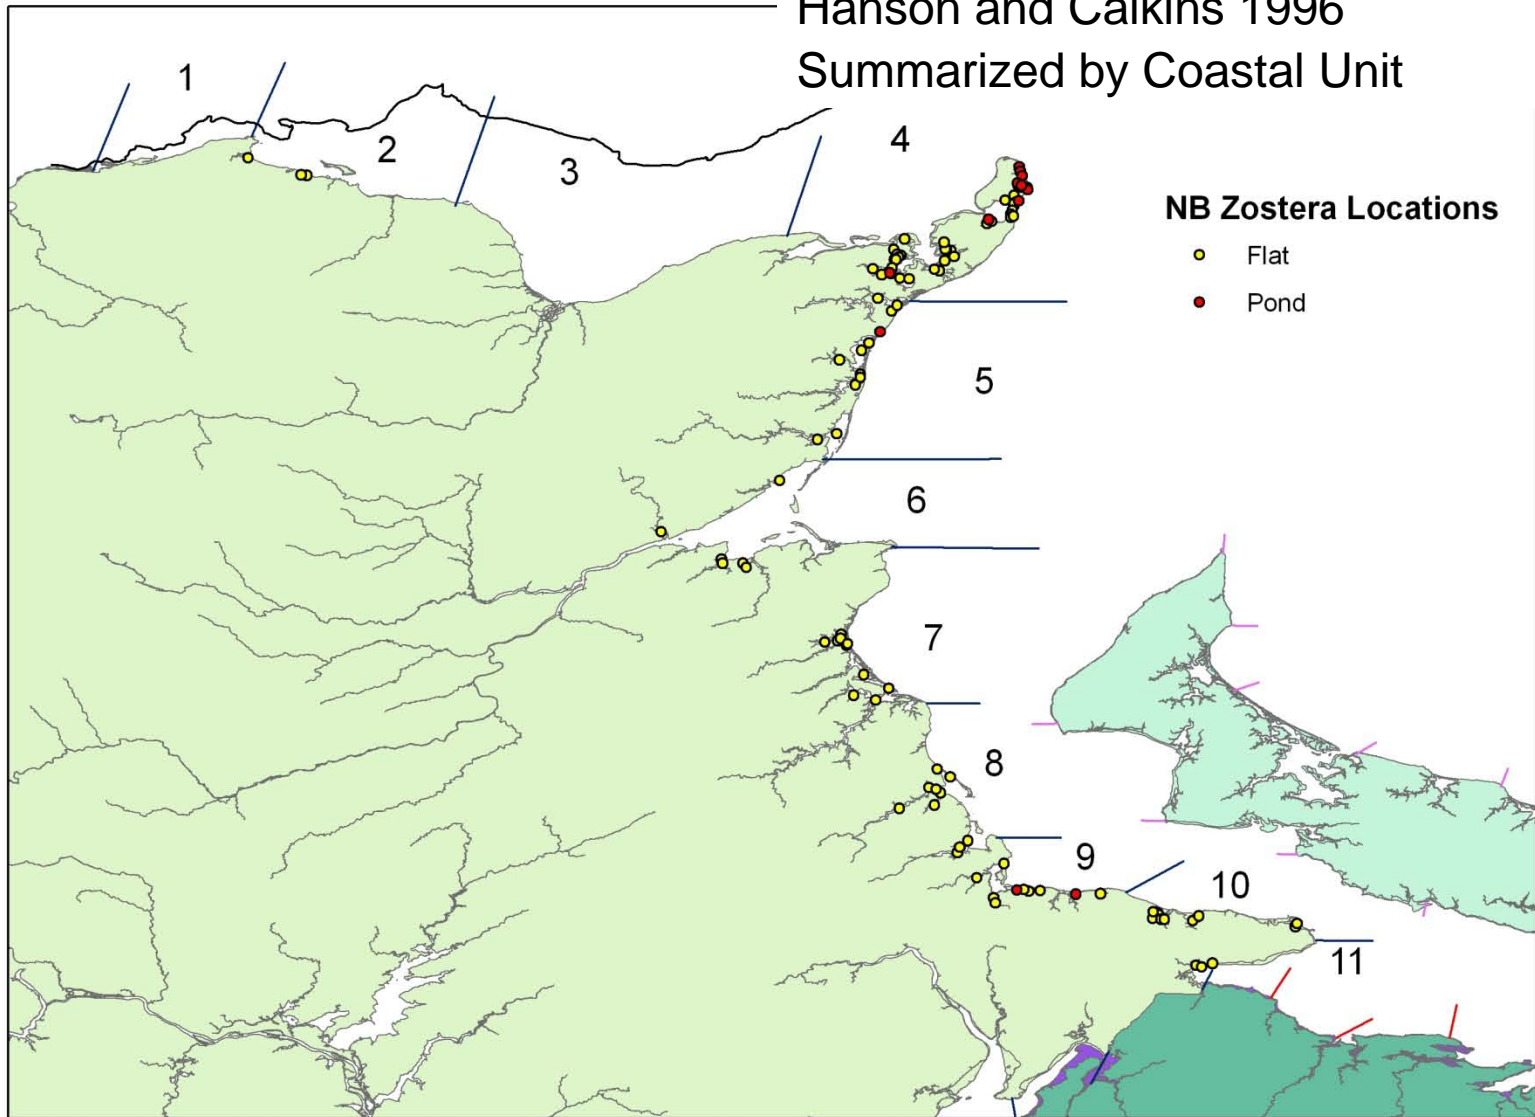 Hanson and Calkins 1996
Summarized by Coastal Unit
1
2
3
4
NB Zostera Locations
Flat
Pond
5
6
7
8
9
10
11